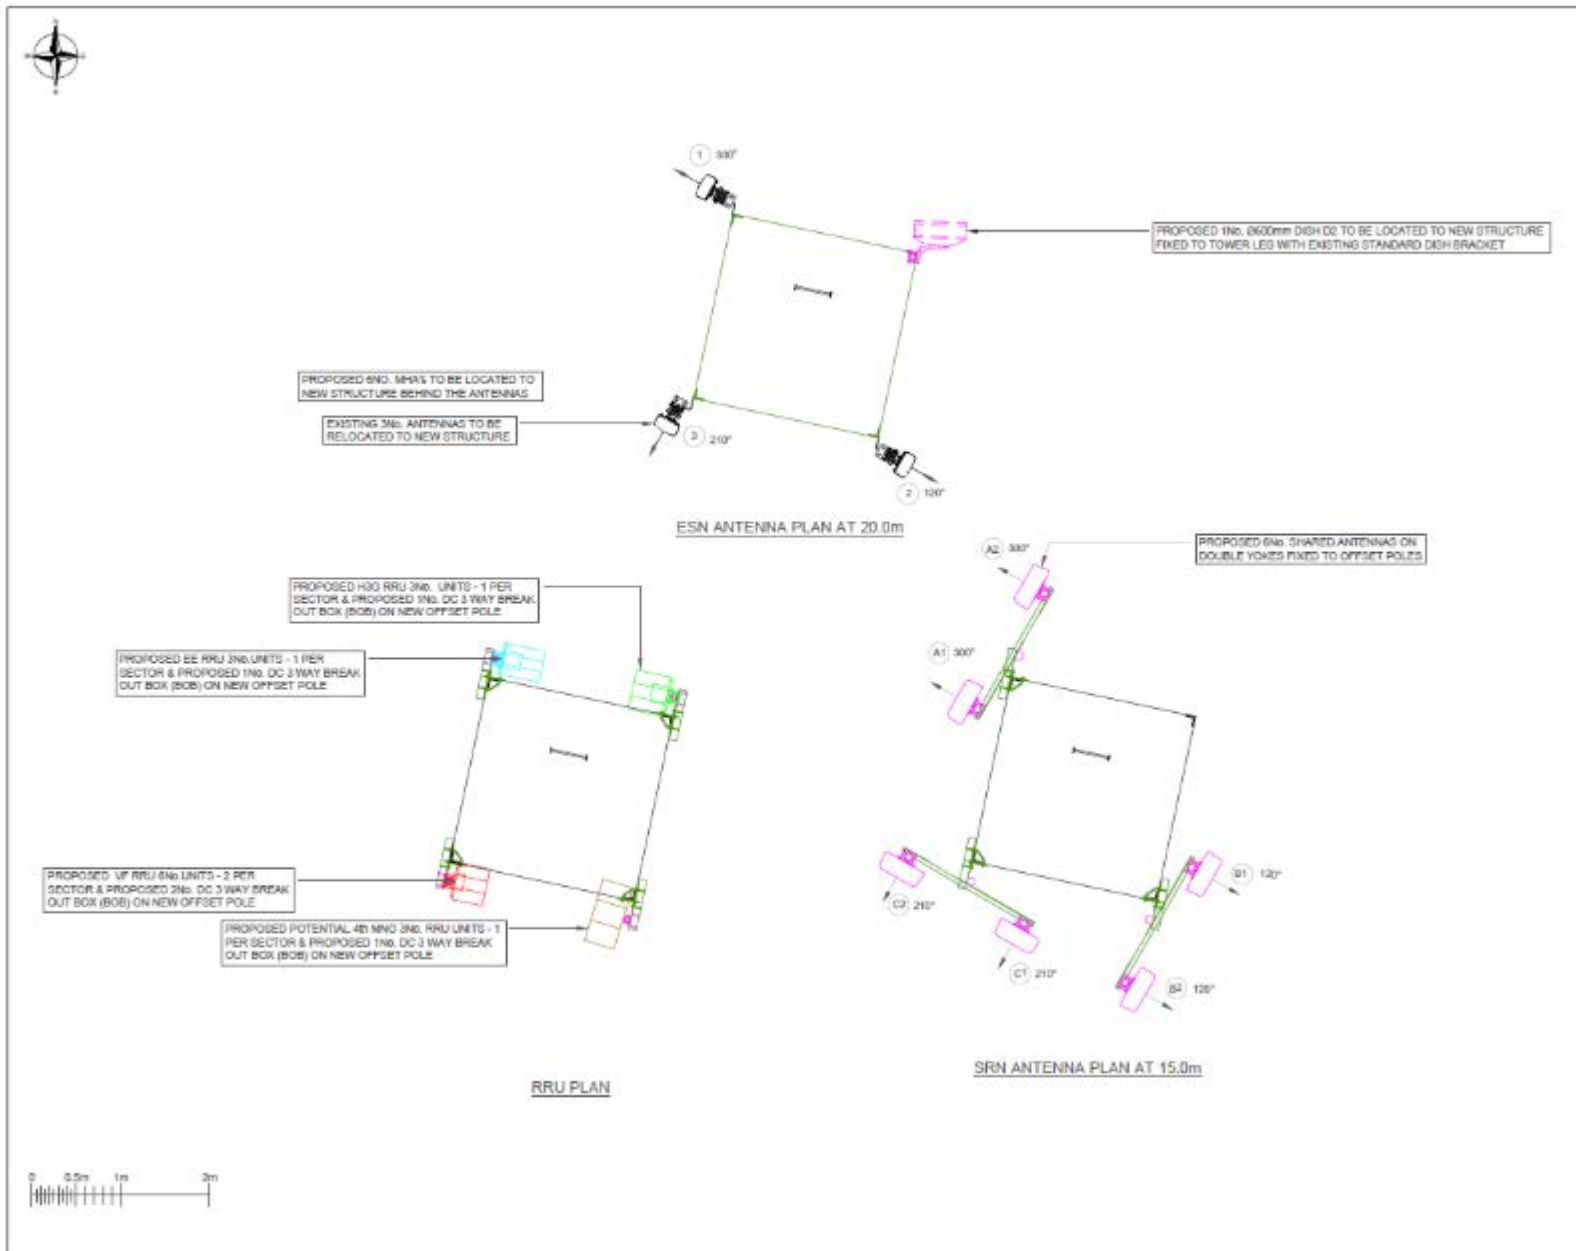 1 300°
PROPOSED 1No. Ø600mm DISH D2 TO BE LOCATED TO NEW STRUCTURE
FIXED TO TOWER LEG WITH EXISTING STANDARD DISH BRACKET
PROPOSED 6NO. MHA'S TO BE LOCATED TO
NEW STRUCTURE BEHIND THE ANTENNAS
EXISTING 3No. ANTENNAS TO BE
RELOCATED TO NEW STRUCTURE
3 210°
2 120°
ESN ANTENNA PLAN AT 20.0m
PROPOSED H3G RRU 3No. UNITS - 1 PER
SECTOR & PROPOSED 1No. DC 3 WAY BREAK
OUT BOX (BOB) ON NEW OFFSET POLE
PROPOSED EE RRU 3No.UNITS - 1 PER
SECTOR & PROPOSED 1No. DC 3 WAY BREAK
OUT BOX (BOB) ON NEW OFFSET POLE
PROPOSED VF RRU 6No.UNITS - 2 PER
SECTOR & PROPOSED 2No. DC 3 WAY BREAK
OUT BOX (BOB) ON NEW OFFSET POLE
PROPOSED POTENTIAL 4th MNO 3No. RRU UNITS - 1
PER SECTOR & PROPOSED 1No. DC 3 WAY BREAK
OUT BOX (BOB) ON NEW OFFSET POLE
RRU PLAN
A2 300°
PROPOSED 6No. SHARED ANTENNAS ON
DOUBLE YOKES FIXED TO OFFSET POLES
A1 300°
B1 120°
C2 210°
C1 210°
B2 120°
SRN ANTENNA PLAN AT 15.0m
0 0.5m 1m 2m